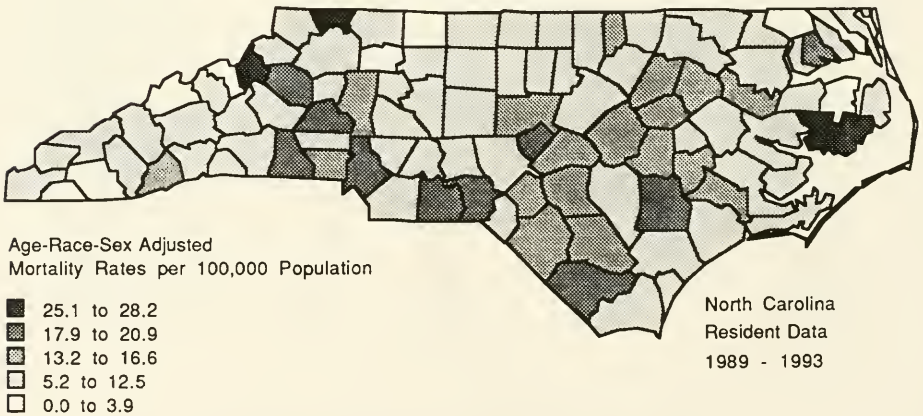 Age-Race-Sex Adjusted
Mortality Rates per 100,000 Population
25.1 to 28.2
17.9 to 20.9
13.2 to 16.6
5.2 to 12.5
0.0 to 3.9
North Carolina
Resident Data
1989 - 1993